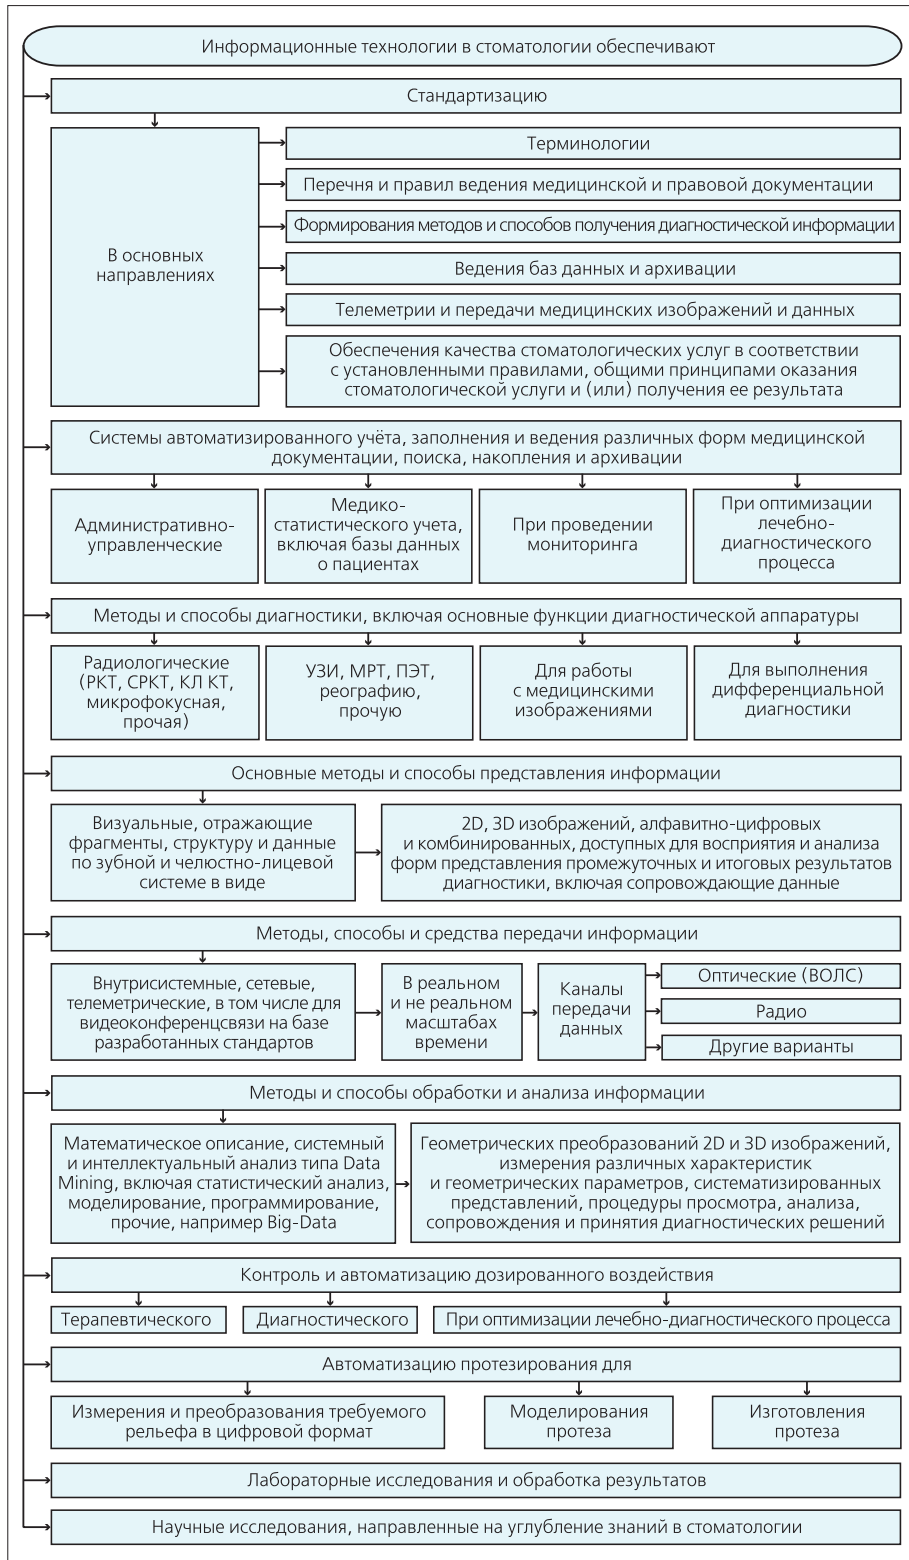 Информационные технологии в стоматологии обеспечивают
Стандартизацию
В основных
направлениях
Терминологии
Перечня и правил ведения медицинской и правовой документации
Формирования методов и способов получения диагностической информации
Ведения баз данных и архивации
Телеметрии и передачи медицинских изображений и данных
Обеспечения качества стоматологических услуг в соответствии
с установленными правилами, общими принципами оказания
стоматологической услуги и (или) получения ее результата
Системы автоматизированного учёта, заполнения и ведения различных форм медицинской
документации, поиска, накопления и архивации
Административно-
управленческие
Медико-
статистического учета,
включая базы данных
о пациентах
При проведении
мониторинга
При оптимизации
лечебно-
диагностического
процесса
Методы и способы диагностики, включая основные функции диагностической аппаратуры
Радиологические
(РКТ, СРКТ, КЛ КТ,
микрофокусная,
прочая)
УЗИ, МРТ, ПЭТ,
реографию,
прочую
Для работы
с медицинскими
изображениями
Для выполнения
дифференциальной
диагностики
Основные методы и способы представления информации
Визуальные, отражающие
фрагменты, структуру и данные
по зубной и челюстно-лицевой
системе в виде
2D, 3D изображений, алфавитно-цифровых
и комбинированных, доступных для восприятия и анализа
форм представления промежуточных и итоговых результатов
диагностики, включая сопровождающие данные
Методы, способы и средства передачи информации
Внутрисистемные, сетевые,
телеметрические, в том числе для
видеоконференцсвязи на базе
разработанных стандартов
В реальном
и не реальном
масштабах
времени
Каналы
передачи
данных
Оптические (ВОЛС)
Радио
Другие варианты
Методы и способы обработки и анализа информации
Математическое описание, системный
и интеллектуальный анализ типа Data
Mining, включая статистический анализ,
моделирование, программирование,
прочие, например Big-Data
Геометрических преобразований 2D и 3D изображений,
измерения различных характеристик
и геометрических параметров, систематизированных
представлений, процедуры просмотра, анализа,
сопровождения и принятия диагностических решений
Контроль и автоматизацию дозированного воздействия
Терапевтического
Диагностического
При оптимизации лечебно-диагностического процесса
Автоматизацию протезирования для
Измерения и преобразования требуемого
рельефа в цифровой формат
Моделирования
протеза
Изготовления
протеза
Лабораторные исследования и обработка результатов
Научные исследования, направленные на углубление знаний в стоматологии